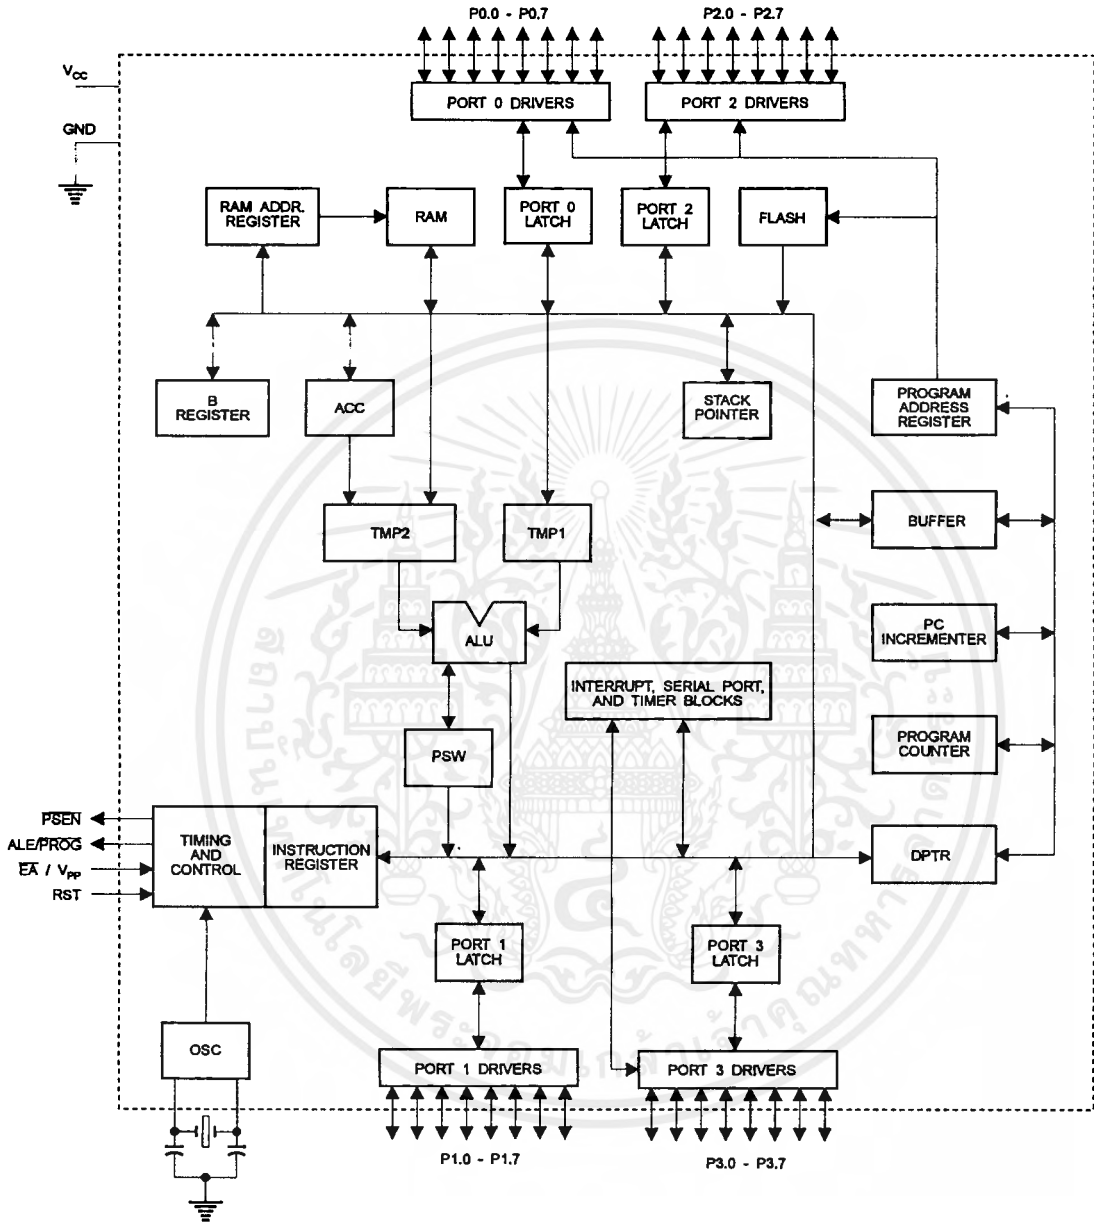 P0.0 - P0.7
P2.0 - P2.7
VCC
GND
PORT 0 DRIVERS
PORT 2 DRIVERS
RAM ADDR.
REGISTER
RAM
PORT 0
LATCH
PORT 2
LATCH
FLASH
B
REGISTER
ACC
STACK
POINTER
PROGRAM
ADDRESS
REGISTER
TMP2
TMP1
BUFFER
ALU
PC
INCREMENTER
INTERRUPT, SERIAL PORT,
AND TIMER BLOCKS
PSW
PROGRAM
COUNTER
PSEN
ALE/PROG
EA / VPP
RST
TIMING
AND
CONTROL
INSTRUCTION
REGISTER
DPTR
PORT 1
LATCH
PORT 3
LATCH
OSC
PORT 1 DRIVERS
PORT 3 DRIVERS
P1.0 - P1.7
P3.0 - P3.7